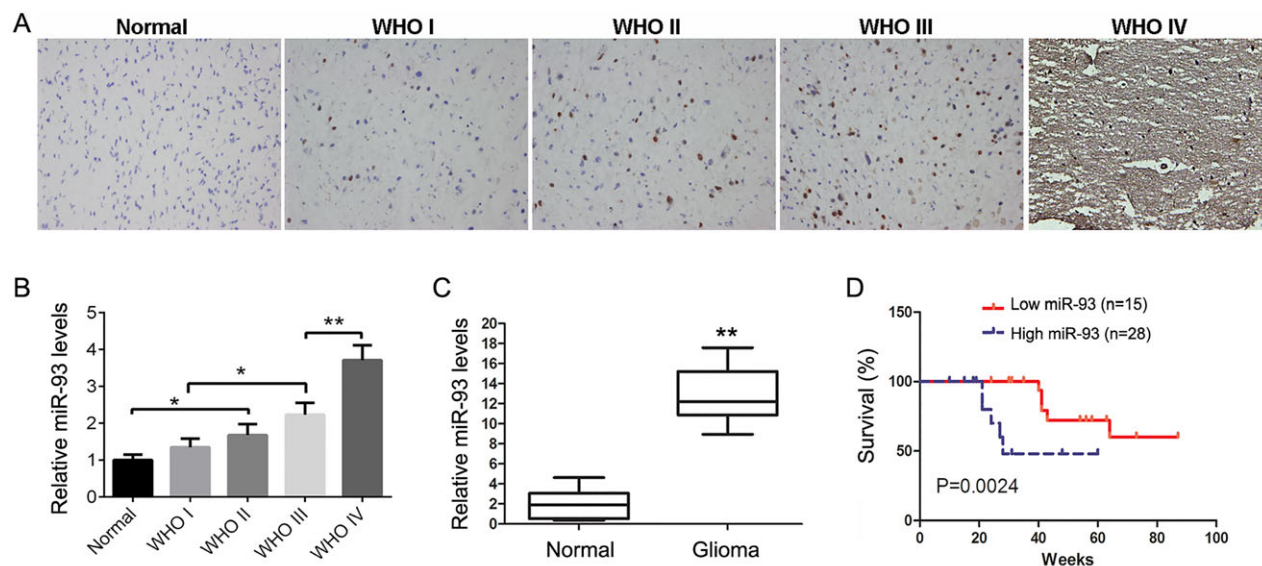 A
Normal
WHO I
WHO II
WHO III
WHO IV
B
Relative miR-93 levels
5
4
3
2
1
0
*
*
**
Normal
WHO I
WHO II
WHO III
WHO IV
C
Relative miR-93 levels
20
18
16
14
12
10
8
6
4
2
0
**
Normal
Glioma
D
Survival (%)
150
100
50
0
Low miR-93 (n=15)
High miR-93 (n=28)
P=0.0024
0
20
40
60
80
100
Weeks